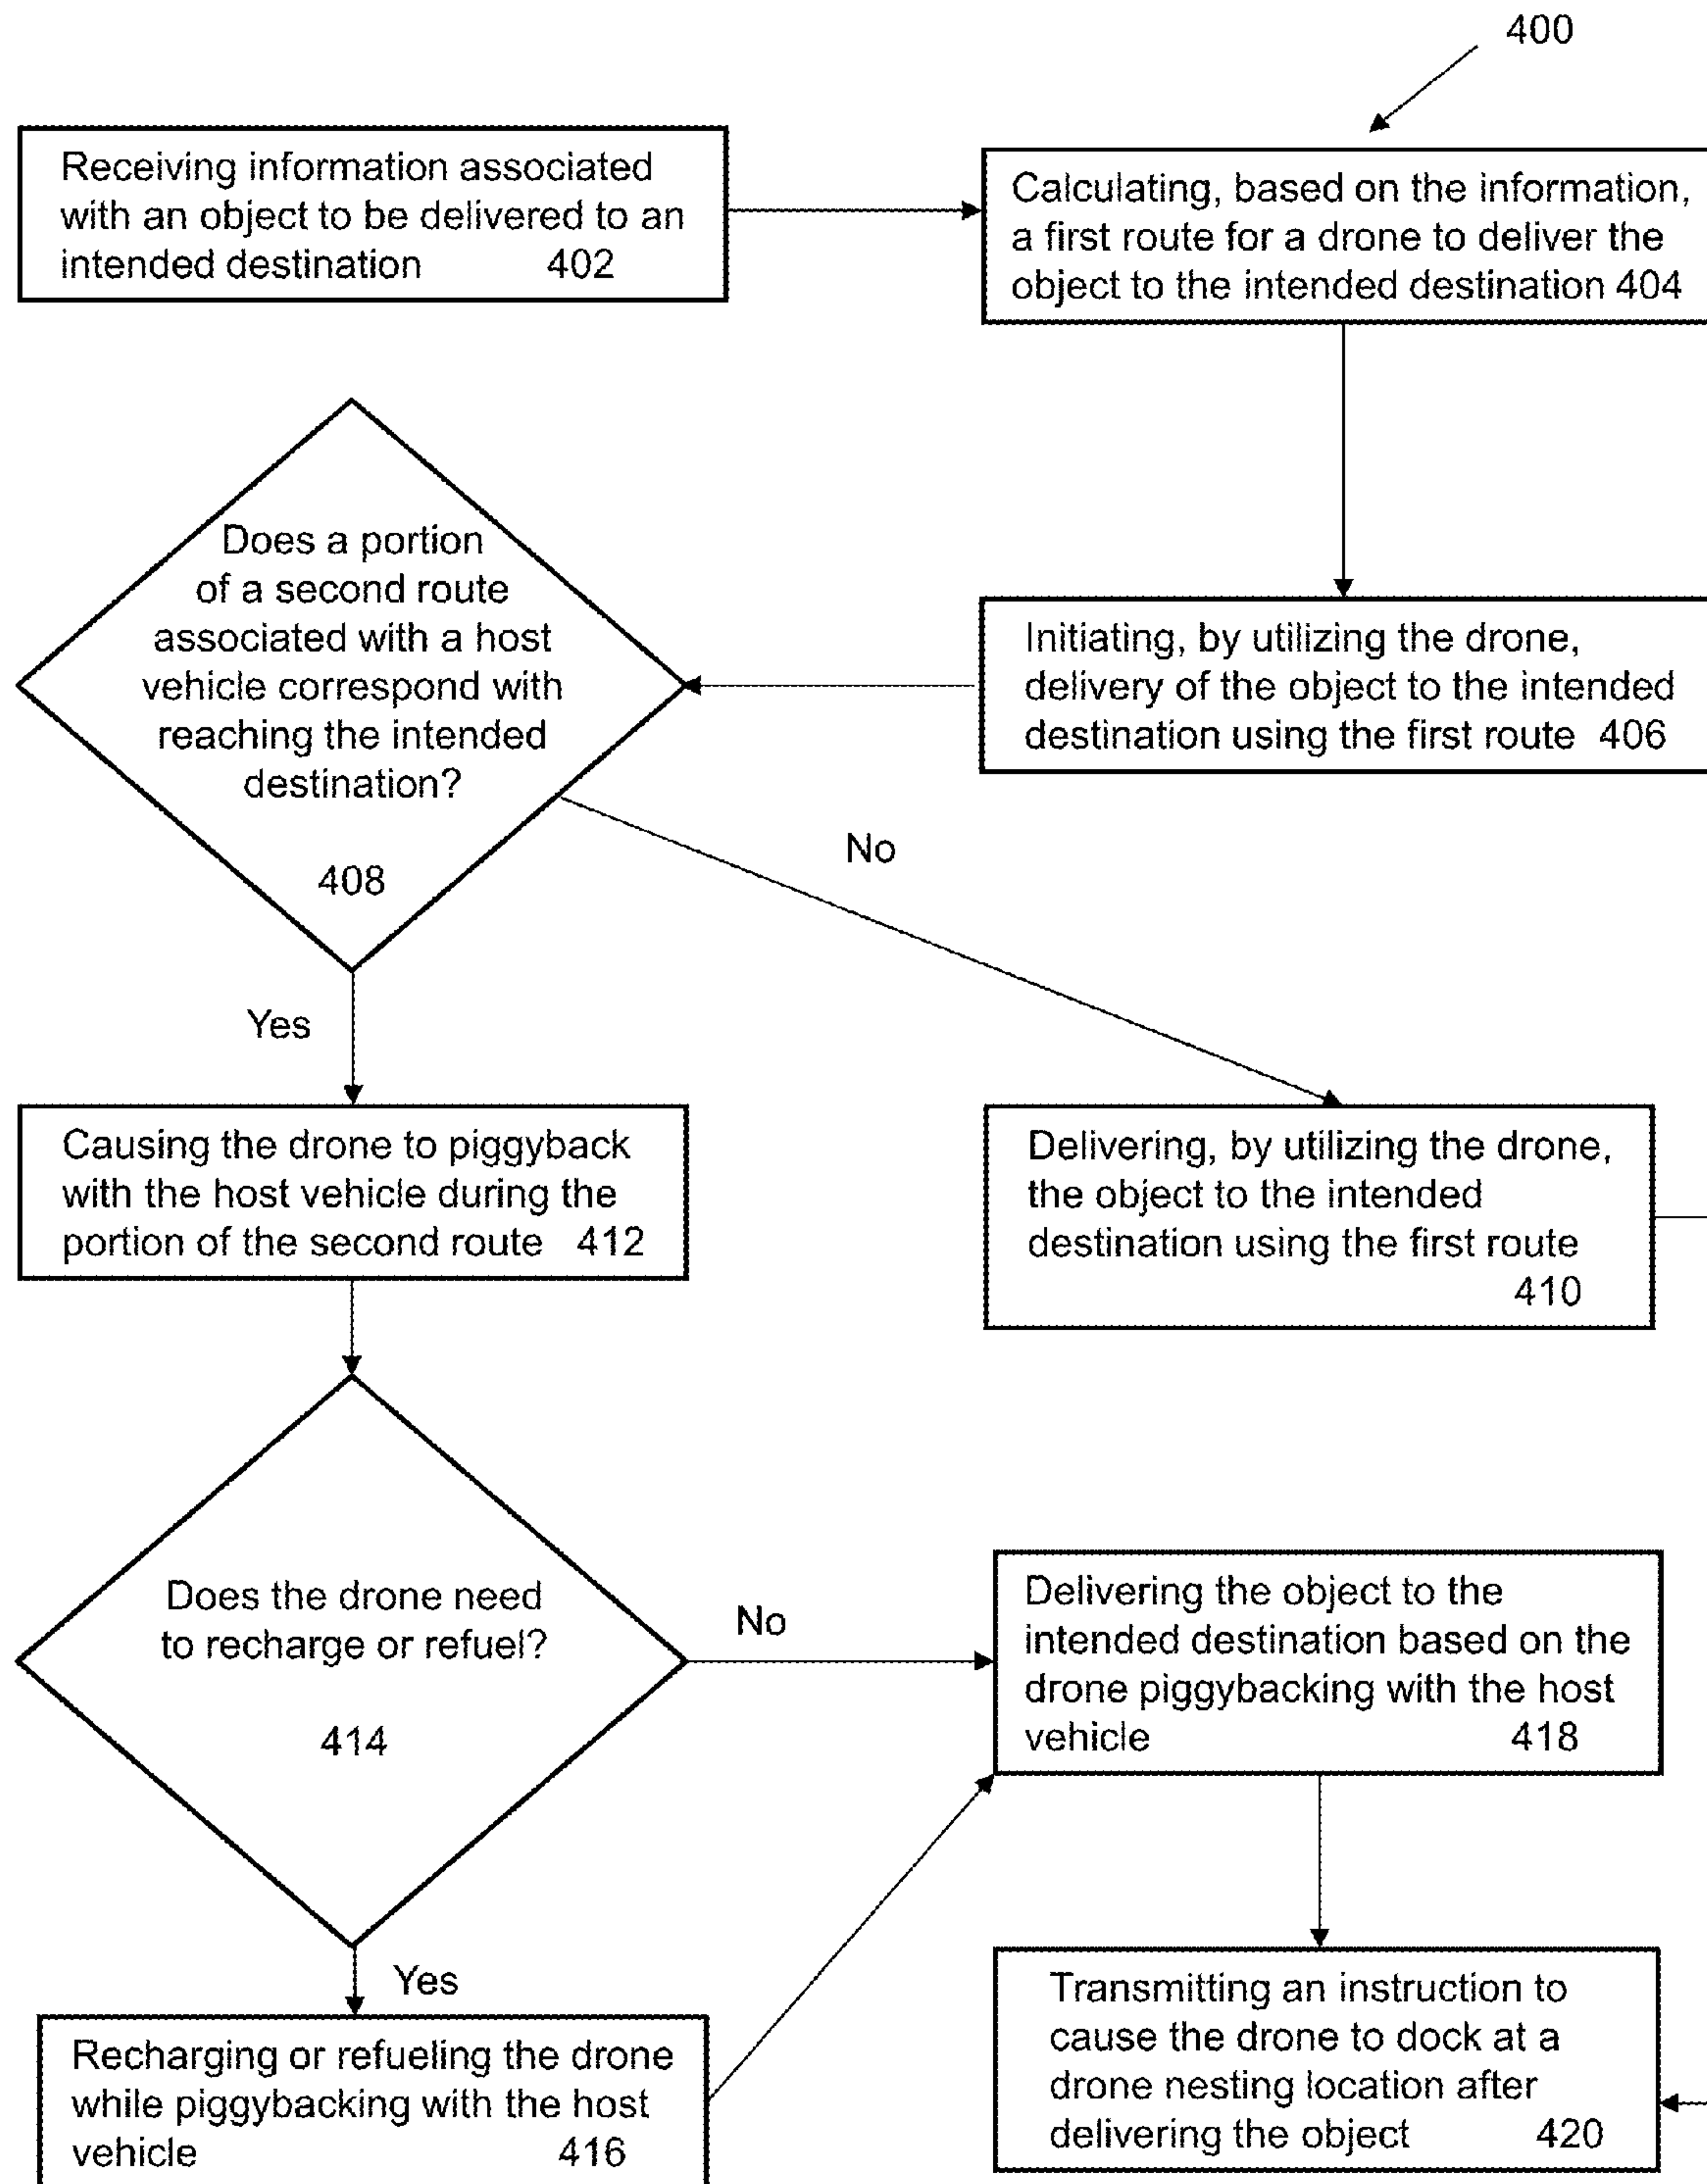 400
Receiving information associated
with an object to be delivered to an
intended destination 402
Calculating, based on the information,
a first route for a drone to deliver the
object to the intended destination 404
Initiating, by utilizing the drone,
delivery of the object to the intended
destination using the first route 406
Does a portion
of a second route
associated with a host
vehicle correspond with
reaching the intended
destination?
408
No
Yes
Delivering, by utilizing the drone,
the object to the intended
destination using the first route
410
Causing the drone to piggyback
with the host vehicle during the
portion of the second route 412
Does the drone need
to recharge or refuel?
414
No
Yes
Recharging or refueling the drone
while piggybacking with the host
vehicle 416
Delivering the object to the
intended destination based on the
drone piggybacking with the host
vehicle 418
Transmitting an instruction to
cause the drone to dock at a
drone nesting location after
delivering the object 420